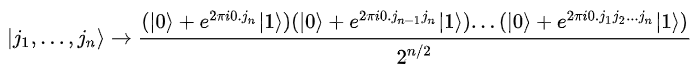 $$|j_1, \ldots, j_n\rangle \rightarrow \frac{(|0\rangle + e^{2\pi i 0.j_n}|1\rangle)(|0\rangle + e^{2\pi i 0.j_{n-1}j_n}|1\rangle) \ldots (|0\rangle + e^{2\pi i 0.j_1 j_2 \ldots j_n}|1\rangle)}{2^{n/2}}$$